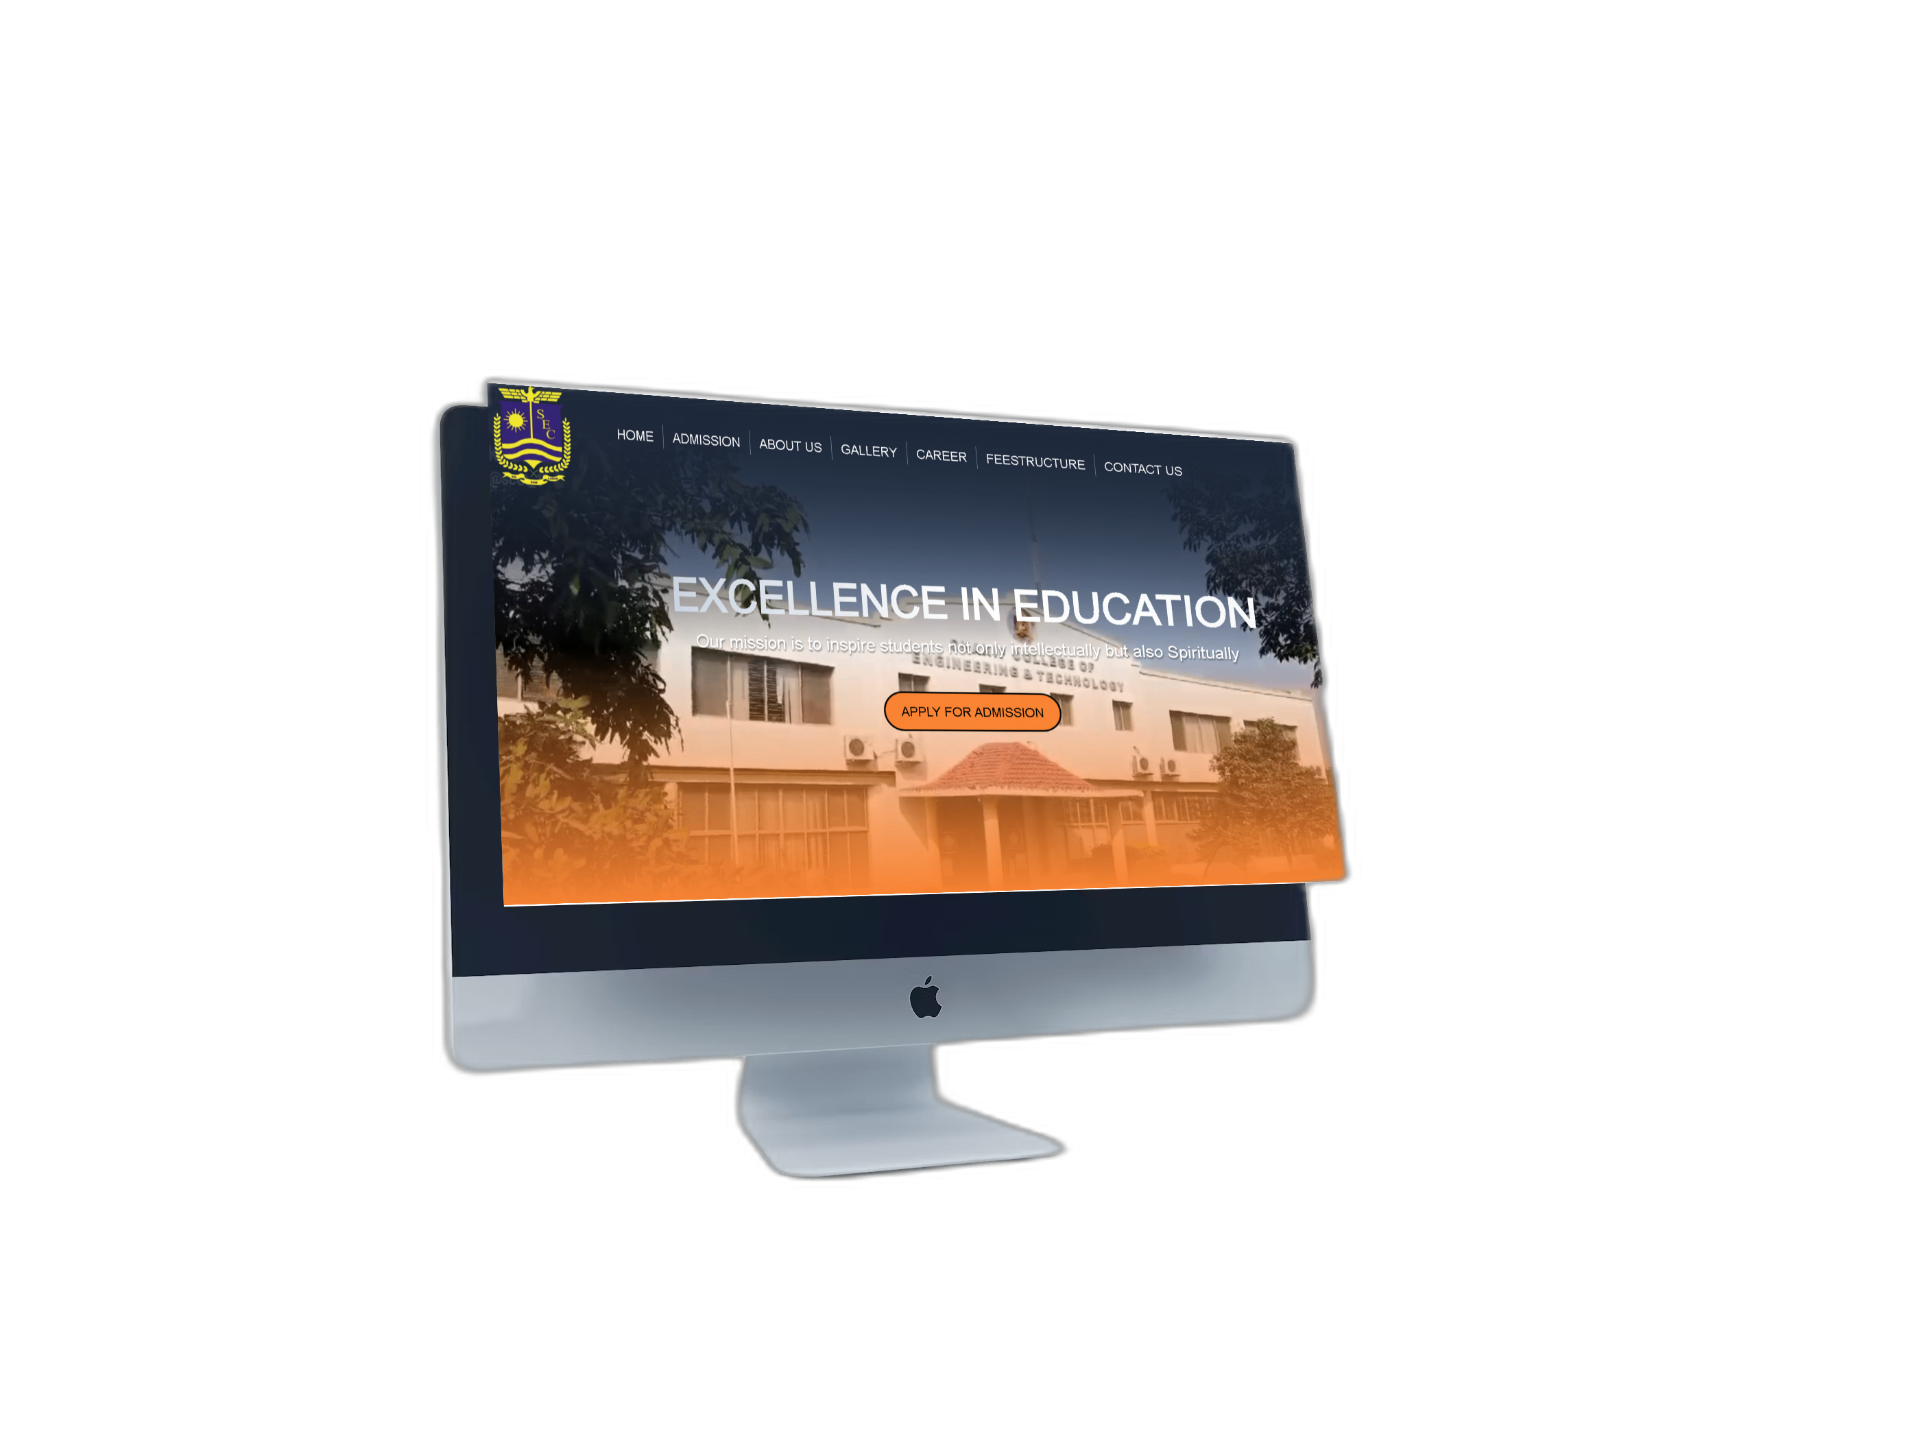 S
E
C
HOME
ADMISSION
ABOUT US
GALLERY
CAREER
FEESTRUCTURE
CONTACT US
EXCELLENCE IN EDUCATION
Our mission is to inspire students not only intellectually but also Spiritually
COLLEGE OF
ENGINEERING & TECHNOLOGY
APPLY FOR ADMISSION